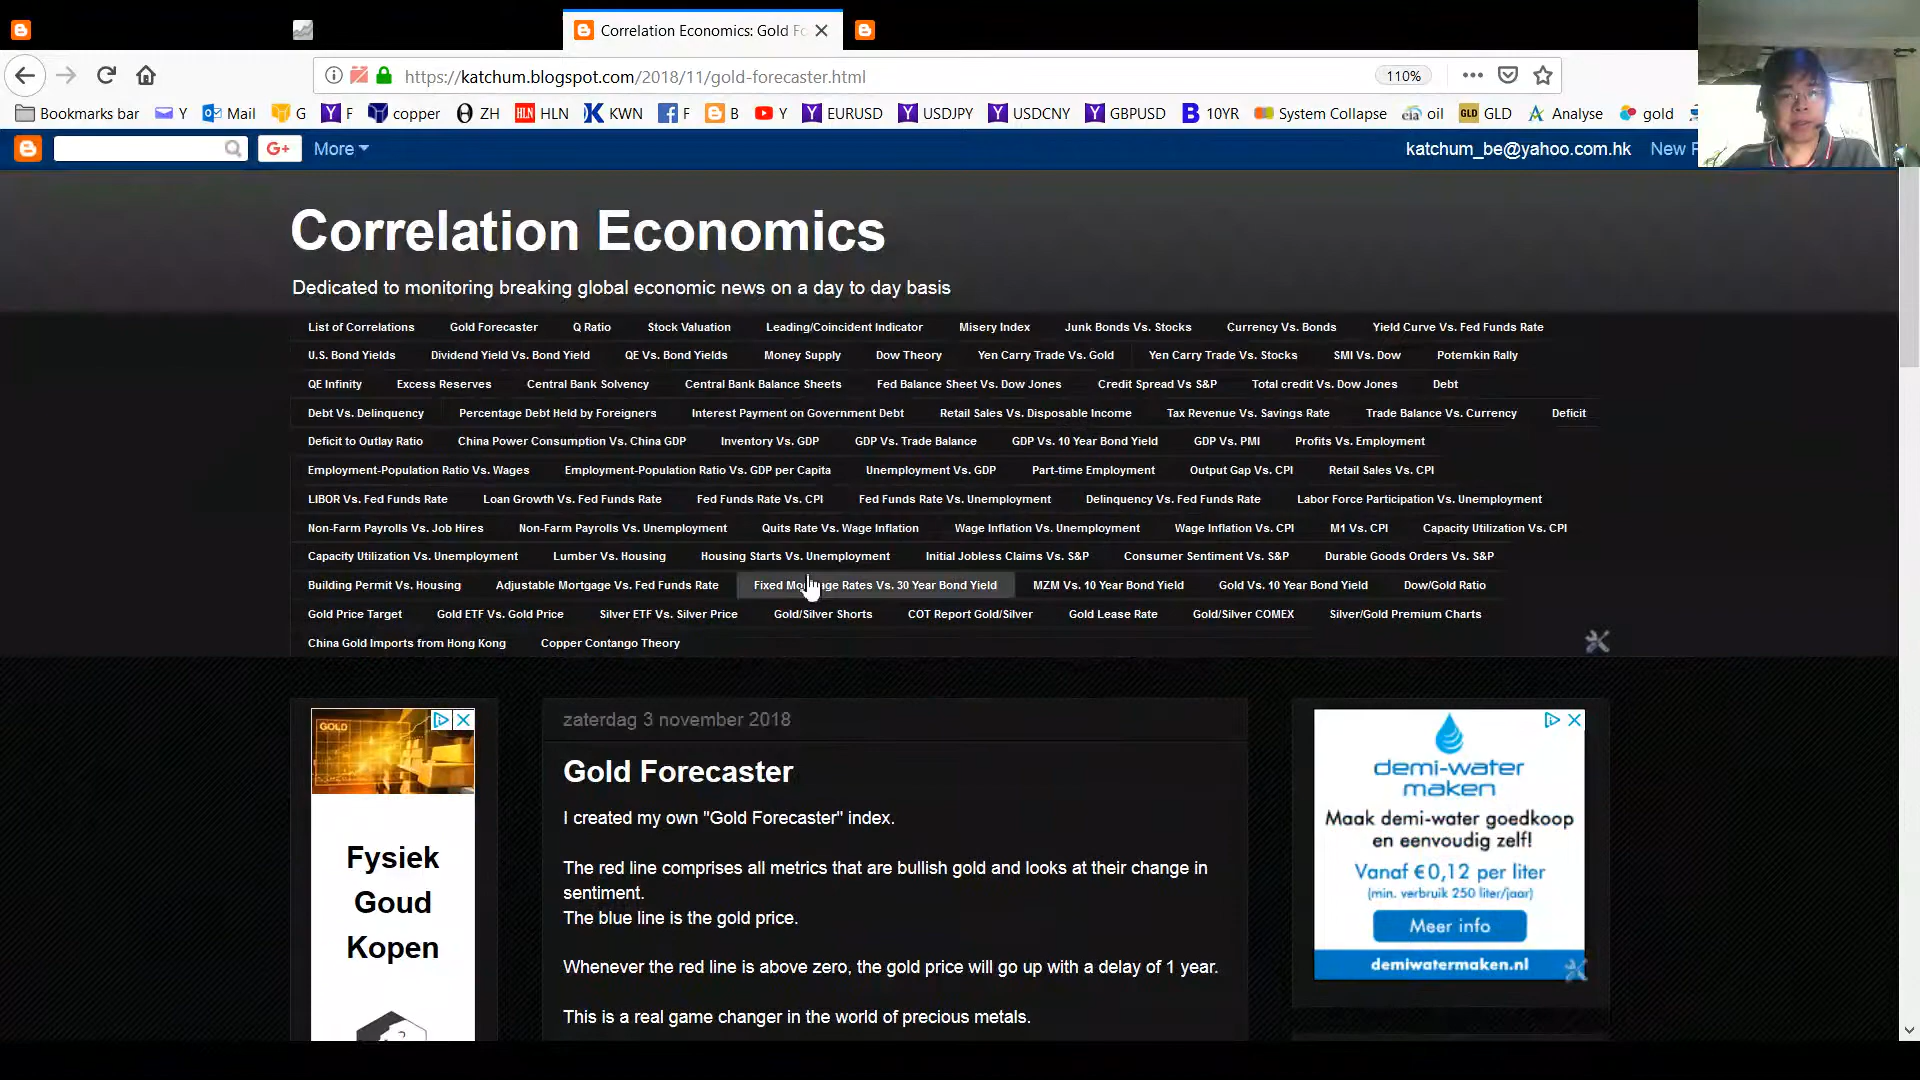 Correlation Economics: Gold Fo
https://katchum.blogspot.com/2018/11/gold-forecaster.html
110%
Bookmarks bar Y Mail G F copper ZH HLN KWN F B Y EURUSD USDJPY USDCNY GBPUSD 10YR System Collapse oil GLD Analyse gold
G+ More katchum_be@yahoo.com.hk New
Correlation Economics
Dedicated to monitoring breaking global economic news on a day to day basis
List of Correlations Gold Forecaster Q Ratio Stock Valuation Leading/Coincident Indicator Misery Index Junk Bonds Vs. Stocks Currency Vs. Bonds Yield Curve Vs. Fed Funds Rate
U.S. Bond Yields Dividend Yield Vs. Bond Yield QE Vs. Bond Yields Money Supply Dow Theory Yen Carry Trade Vs. Gold Yen Carry Trade Vs. Stocks SMI Vs. Dow Potemkin Rally
QE Infinity Excess Reserves Central Bank Solvency Central Bank Balance Sheets Fed Balance Sheet Vs. Dow Jones Credit Spread Vs S&P Total credit Vs. Dow Jones Debt
Debt Vs. Delinquency Percentage Debt Held by Foreigners Interest Payment on Government Debt Retail Sales Vs. Disposable Income Tax Revenue Vs. Savings Rate Trade Balance Vs. Currency Deficit
Deficit to Outlay Ratio China Power Consumption Vs. China GDP Inventory Vs. GDP GDP Vs. Trade Balance GDP Vs. 10 Year Bond Yield GDP Vs. PMI Profits Vs. Employment
Employment-Population Ratio Vs. Wages Employment-Population Ratio Vs. GDP per Capita Unemployment Vs. GDP Part-time Employment Output Gap Vs. CPI Retail Sales Vs. CPI
LIBOR Vs. Fed Funds Rate Loan Growth Vs. Fed Funds Rate Fed Funds Rate Vs. CPI Fed Funds Rate Vs. Unemployment Delinquency Vs. Fed Funds Rate Labor Force Participation Vs. Unemployment
Non-Farm Payrolls Vs. Job Hires Non-Farm Payrolls Vs. Unemployment Quits Rate Vs. Wage Inflation Wage Inflation Vs. Unemployment Wage Inflation Vs. CPI M1 Vs. CPI Capacity Utilization Vs. CPI
Capacity Utilization Vs. Unemployment Lumber Vs. Housing Housing Starts Vs. Unemployment Initial Jobless Claims Vs. S&P Consumer Sentiment Vs. S&P Durable Goods Orders Vs. S&P
Building Permit Vs. Housing Adjustable Mortgage Vs. Fed Funds Rate Fixed Mortgage Rates Vs. 30 Year Bond Yield MZM Vs. 10 Year Bond Yield Gold Vs. 10 Year Bond Yield Dow/Gold Ratio
Gold Price Target Gold ETF Vs. Gold Price Silver ETF Vs. Silver Price Gold/Silver Shorts COT Report Gold/Silver Gold Lease Rate Gold/Silver COMEX Silver/Gold Premium Charts
China Gold Imports from Hong Kong Copper Contango Theory
GOLD
Fysiek
Goud
Kopen
zaterdag 3 november 2018
Gold Forecaster
I created my own "Gold Forecaster" index.
The red line comprises all metrics that are bullish gold and looks at their change in
sentiment.
The blue line is the gold price.
Whenever the red line is above zero, the gold price will go up with a delay of 1 year.
This is a real game changer in the world of precious metals.
demi-water
maken
Maak demi-water goedkoop
en eenvoudig zelf!
Vanaf € 0,12 per liter
(min. verbruik 250 liter/jaar)
Meer info
demiwatermaken.nl